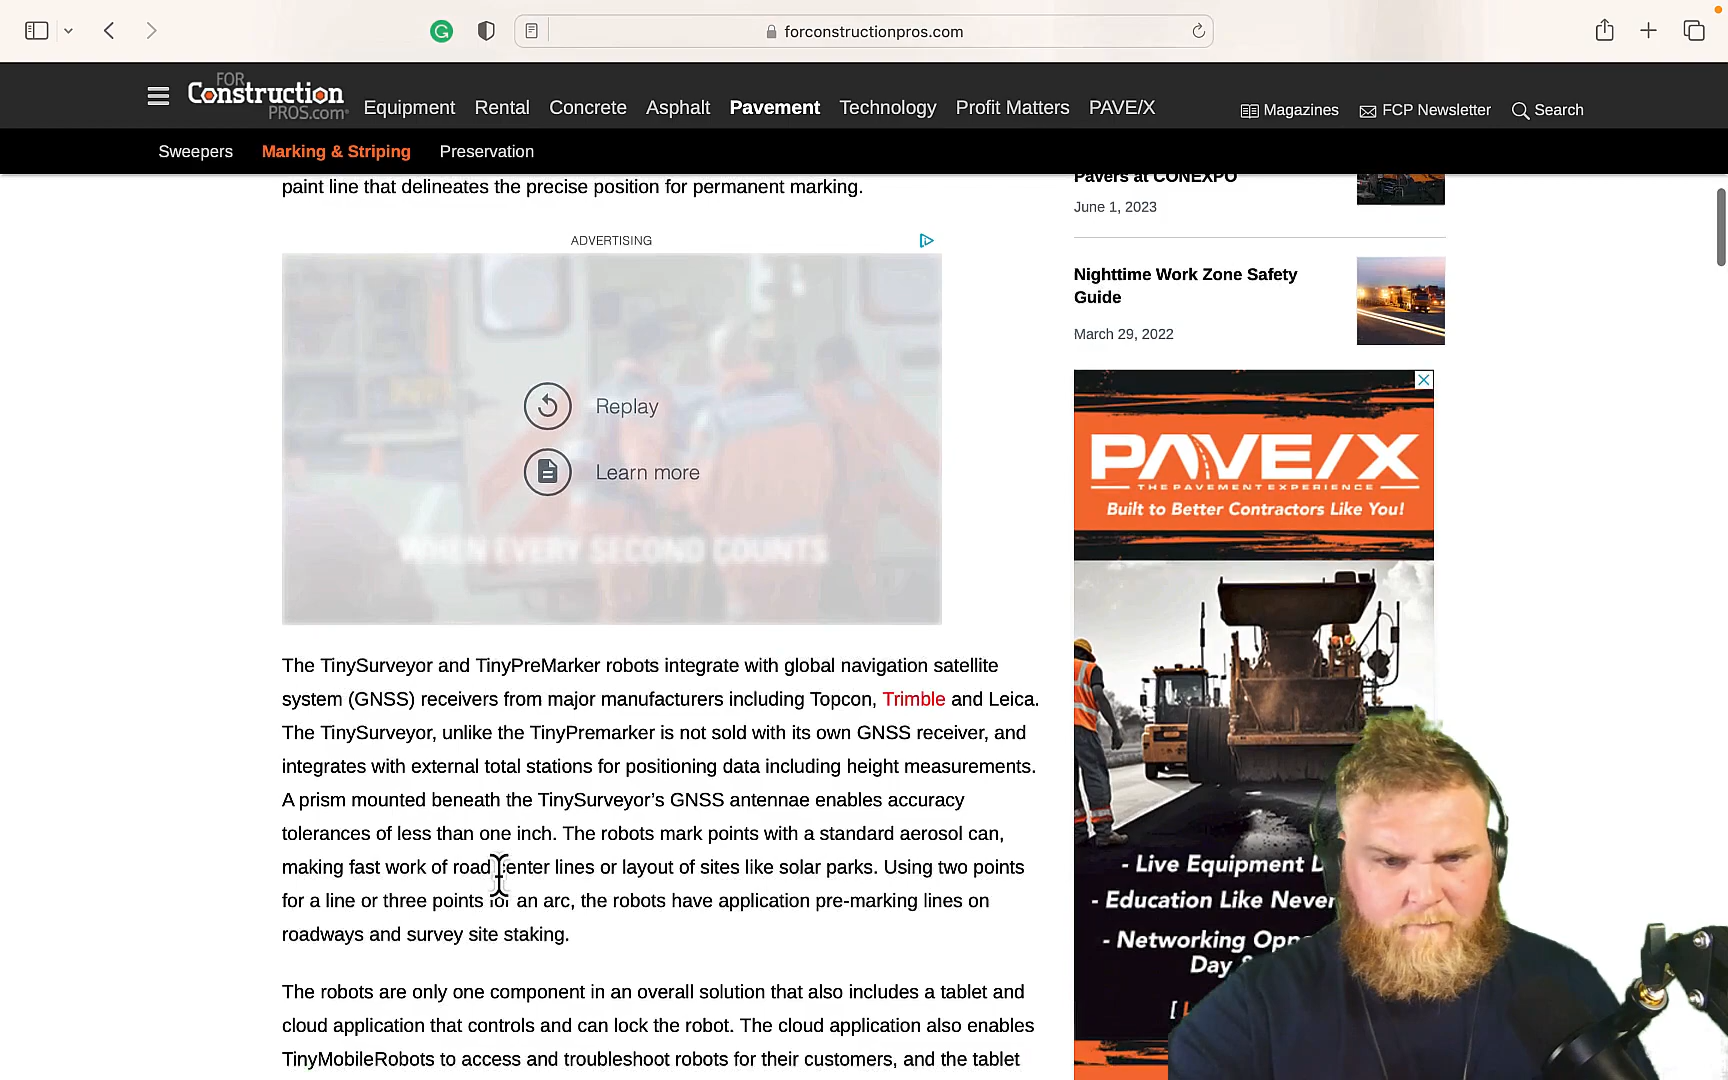 forconstructionpros.com
FOR
Construction
PROS.com
Equipment Rental Concrete Asphalt Pavement Technology Profit Matters PAVE/X
Magazines FCP Newsletter Search
Sweepers Marking & Striping Preservation
paint line that delineates the precise position for permanent marking.
ADVERTISING
Replay
Learn more
WHEN EVERY SECOND COUNTS
The TinySurveyor and TinyPreMarker robots integrate with global navigation satellite
system (GNSS) receivers from major manufacturers including Topcon, Trimble and Leica.
The TinySurveyor, unlike the TinyPremarker is not sold with its own GNSS receiver, and
integrates with external total stations for positioning data including height measurements.
A prism mounted beneath the TinySurveyor’s GNSS antennae enables accuracy
tolerances of less than one inch. The robots mark points with a standard aerosol can,
making fast work of road center lines or layout of sites like solar parks. Using two points
for a line or three points for an arc, the robots have application pre-marking lines on
roadways and survey site staking.
The robots are only one component in an overall solution that also includes a tablet and
cloud application that controls and can lock the robot. The cloud application also enables
TinyMobileRobots to access and troubleshoot robots for their customers, and the tablet
Pavers at CONEXPO
June 1, 2023
Nighttime Work Zone Safety
Guide
March 29, 2022
PAVE/X
THE PAVEMENT EXPERIENCE
Built to Better Contractors Like You!
- Live Equipment
- Education Like
- Networking
Day